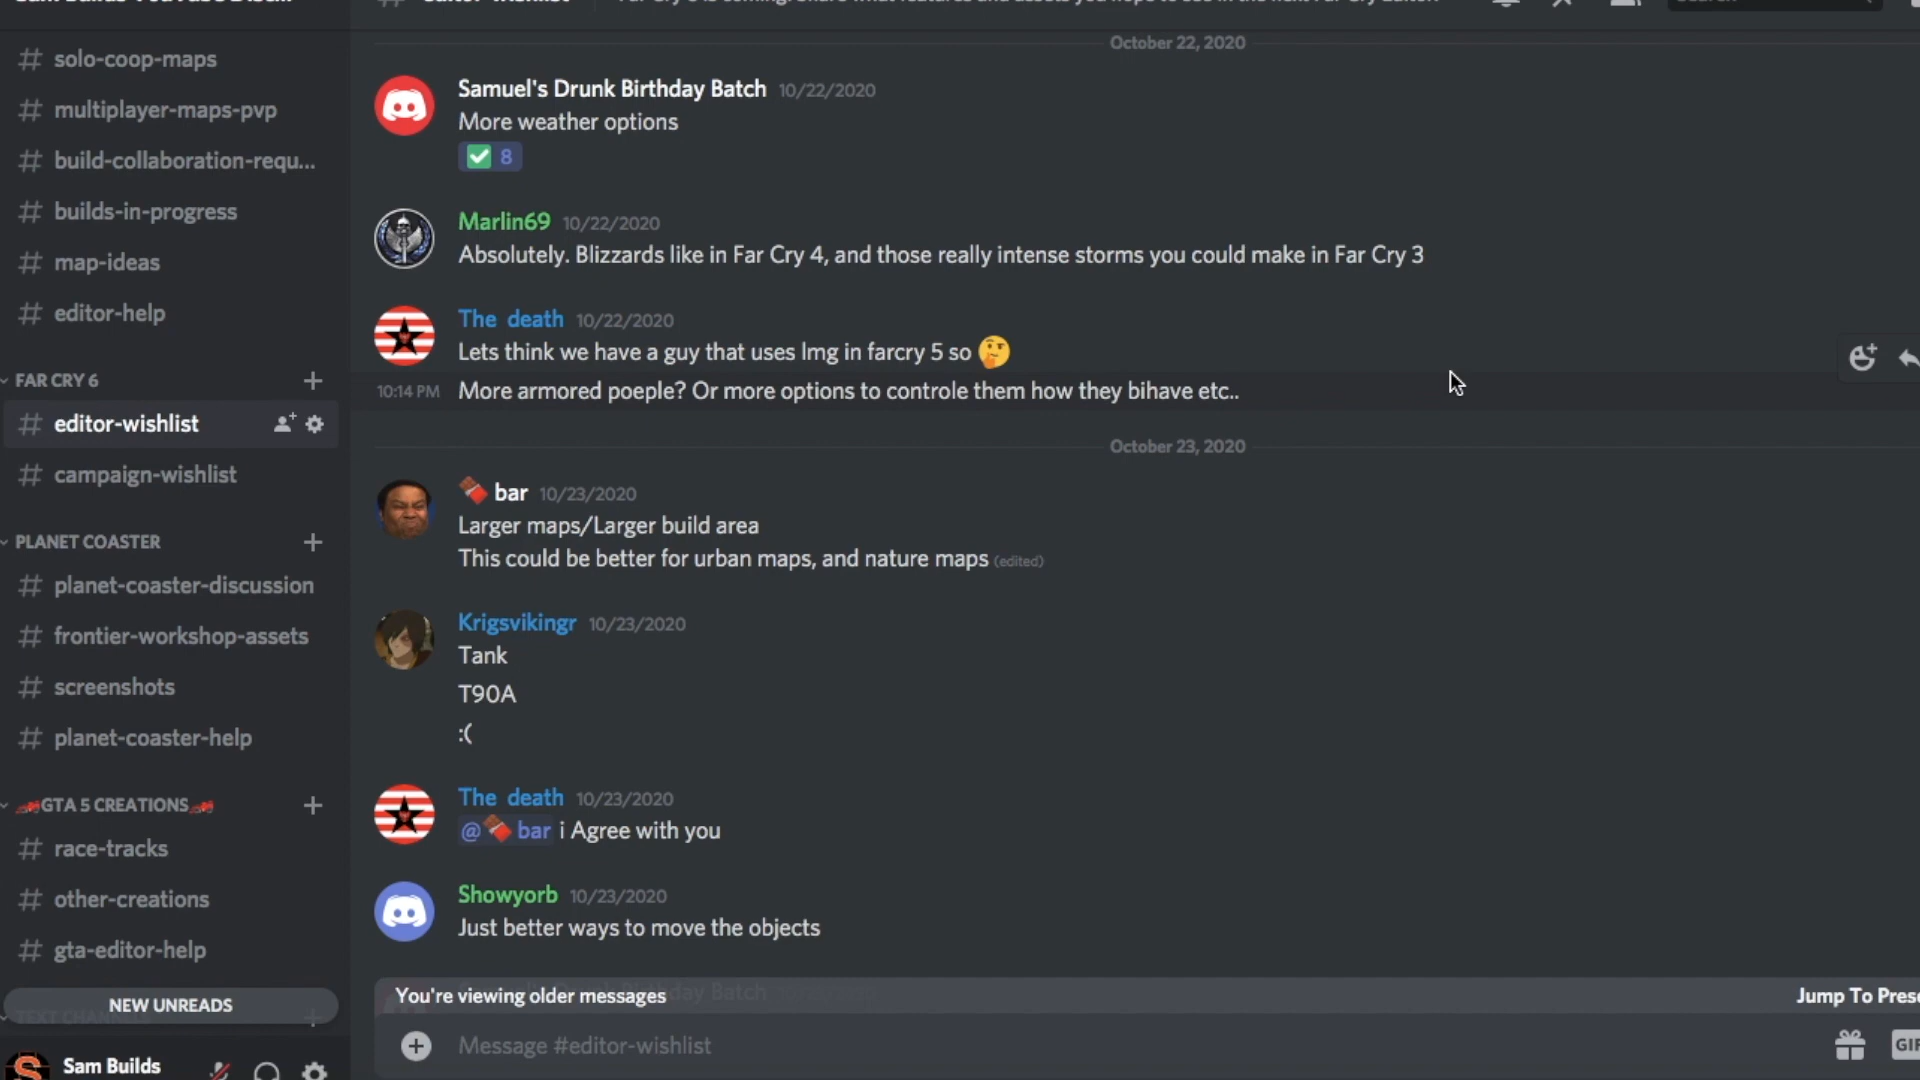 # solo-coop-maps
# multiplayer-maps-pvp
# build-collaboration-requ...
# builds-in-progress
# map-ideas
# editor-help
FAR CRY 6 +
# editor-wishlist
# campaign-wishlist
PLANET COASTER +
# planet-coaster-discussion
# frontier-workshop-assets
# screenshots
# planet-coaster-help
GTA 5 CREATIONS +
# race-tracks
# other-creations
# gta-editor-help
NEW UNREADS
TEXT CHANNELS +
Sam Builds
October 22, 2020
Samuel's Drunk Birthday Batch 10/22/2020
More weather options
8
Marlin69 10/22/2020
Absolutely. Blizzards like in Far Cry 4, and those really intense storms you could make in Far Cry 3
The death 10/22/2020
Lets think we have a guy that uses lmg in farcry 5 so 🤔
10:14 PM More armored poeple? Or more options to controle them how they bihave etc..
October 23, 2020
🍫 bar 10/23/2020
Larger maps/Larger build area
This could be better for urban maps, and nature maps (edited)
Krigsvikingr 10/23/2020
Tank
T90A
:(
The death 10/23/2020
@🍫 bar i Agree with you
Showyorb 10/23/2020
Just better ways to move the objects
You're viewing older messages
Jump To Prese
Message #editor-wishlist
GIF